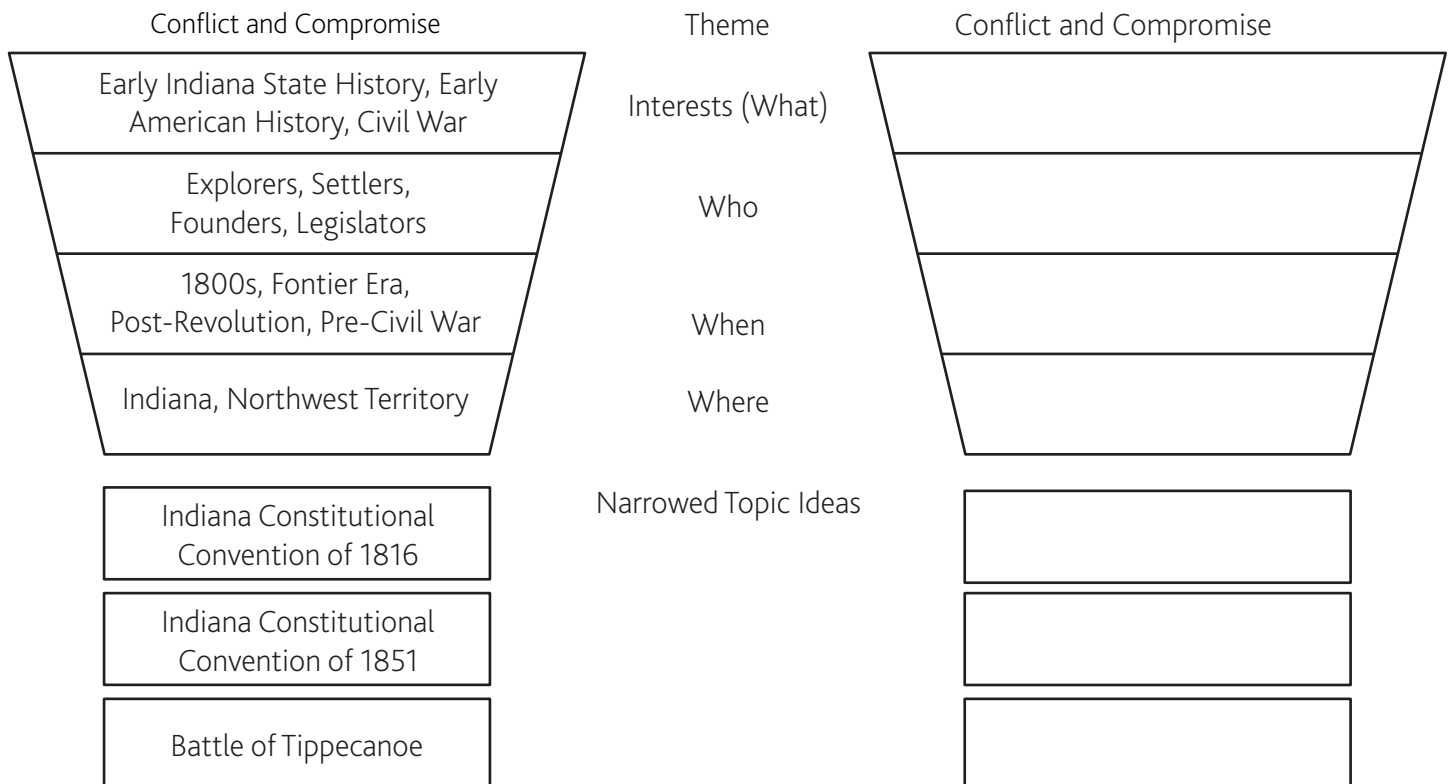 Conflict and Compromise
Theme
Conflict and Compromise
Early Indiana State History, Early
American History, Civil War
Interests (What)
Explorers, Settlers,
Founders, Legislators
Who
1800s, Fontier Era,
Post-Revolution, Pre-Civil War
When
Indiana, Northwest Territory
Where
Narrowed Topic Ideas
Indiana Constitutional
Convention of 1816
Indiana Constitutional
Convention of 1851
Battle of Tippecanoe